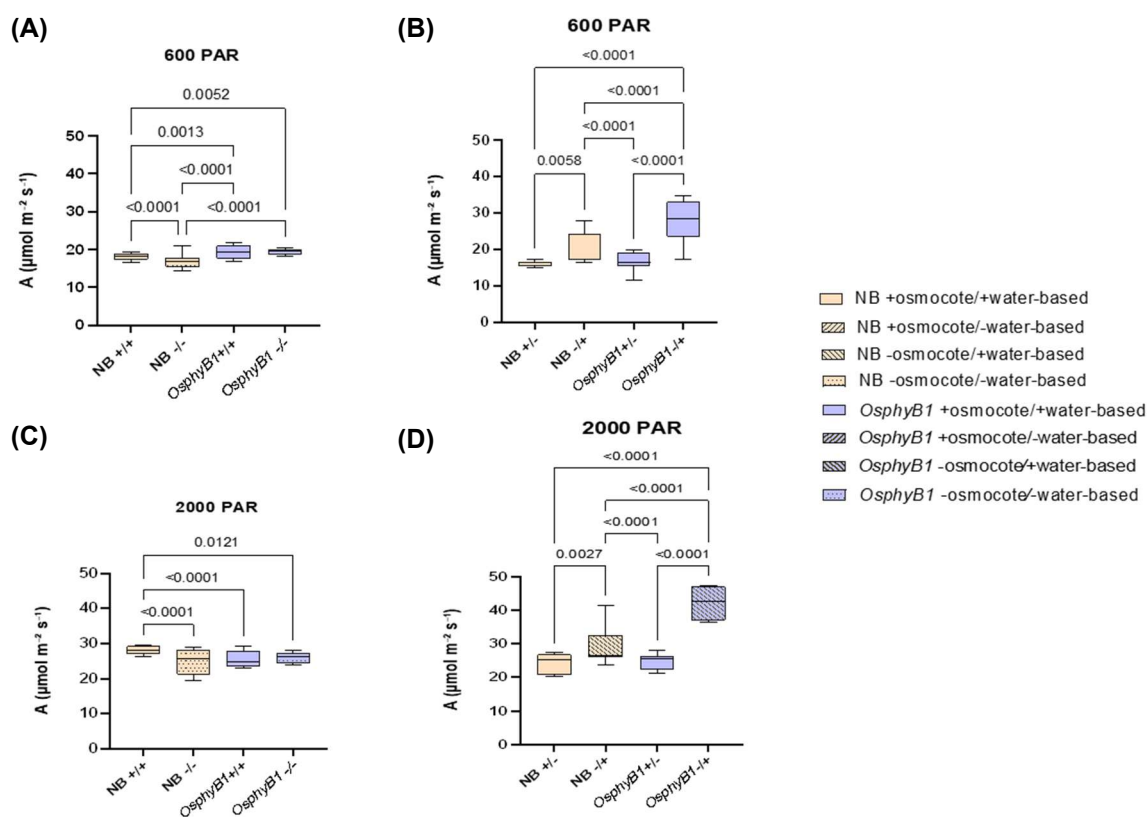 (A)
600 PAR
0.0052
0.0013
<0.0001
<0.0001
<0.0001
50
40
30
20
10
0
A (µmol m⁻² s⁻¹)
NB +/+
NB -/-
OsphyB1+/+
OsphyB1 -/-
(B)
600 PAR
<0.0001
<0.0001
<0.0001
0.0058
<0.0001
50
40
30
20
10
0
A (µmol m⁻² s⁻¹)
NB +/-
NB -/+
OsphyB1+/-
OsphyB1-/+
NB +osmocote/+water-based
NB +osmocote/-water-based
NB -osmocote/+water-based
NB -osmocote/-water-based
OsphyB1 +osmocote/+water-based
OsphyB1 +osmocote/-water-based
OsphyB1 -osmocote/+water-based
OsphyB1 -osmocote/-water-based
(C)
2000 PAR
0.0121
<0.0001
<0.0001
50
40
30
20
10
0
A (µmol m⁻² s⁻¹)
NB +/+
NB -/-
OsphyB1+/+
OsphyB1 -/-
(D)
2000 PAR
<0.0001
<0.0001
<0.0001
0.0027
<0.0001
50
40
30
20
10
0
A (µmol m⁻² s⁻¹)
NB +/-
NB -/+
OsphyB1+/-
OsphyB1-/+